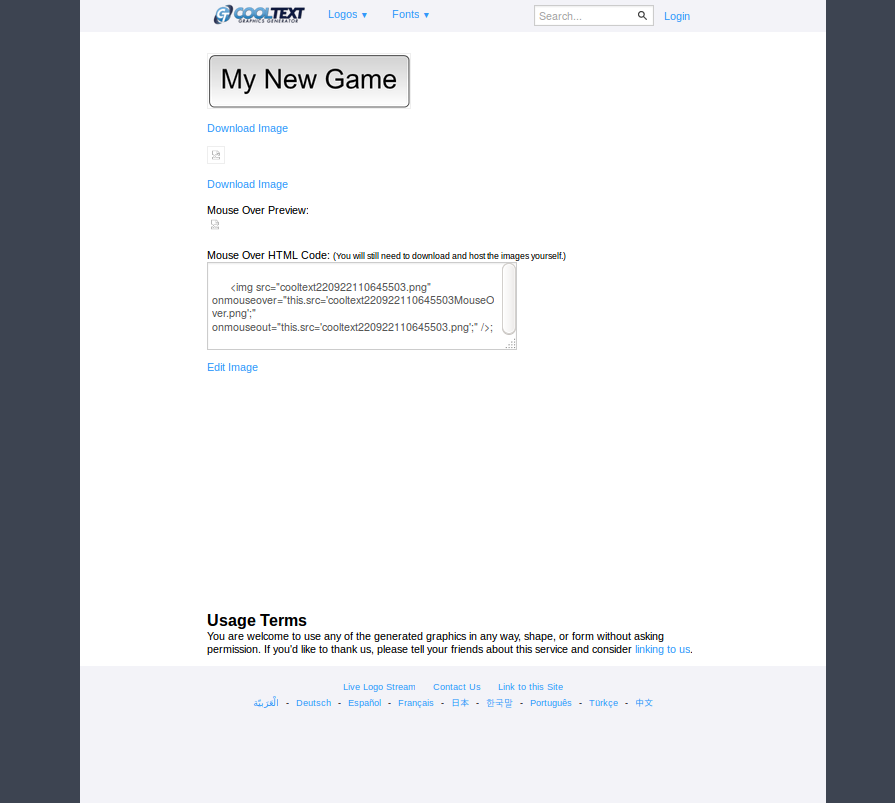 COOLTEXT
GRAPHICS GENERATOR
Logos ▼ Fonts ▼ Search... Login
My New Game
Download Image
Download Image
Mouse Over Preview:
Mouse Over HTML Code: (You will still need to download and host the images yourself.)
<img src="cooltext220922110645503.png"
onmouseover="this.src='cooltext220922110645503MouseO
ver.png';"
onmouseout="this.src='cooltext220922110645503.png';" />;
Edit Image
Usage Terms
You are welcome to use any of the generated graphics in any way, shape, or form without asking
permission. If you'd like to thank us, please tell your friends about this service and consider linking to us.
Live Logo Stream Contact Us Link to this Site
الْعَرَبيّة - Deutsch - Español - Français - 日本 - 한국말 - Português - Türkçe - 中文